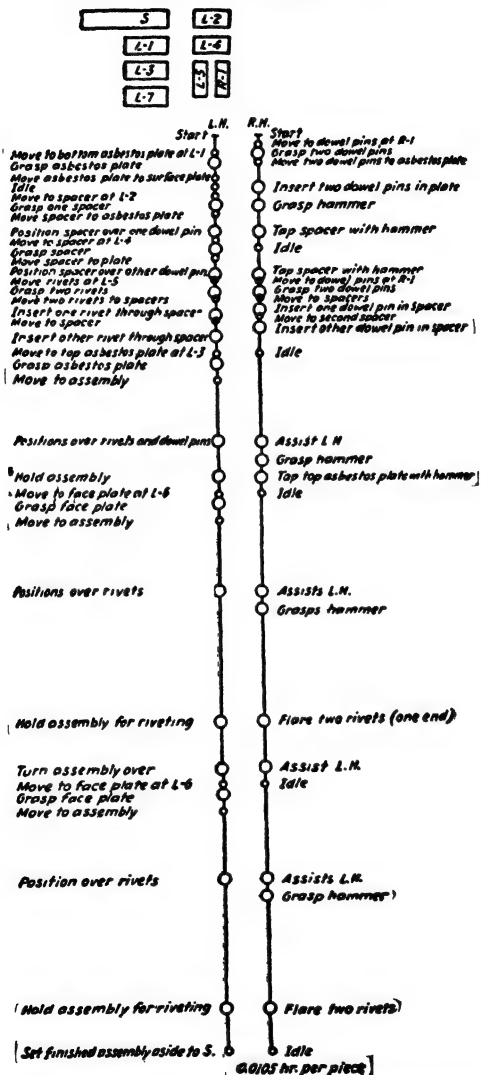 S L-2
L-1 L-4
L-3 L-5 R-1
L-7
L.H. R.H.
Start Start
Move to bottom asbestos plate at L-1 Move to dowel pins at R-1
Grasp asbestos plate Grasp two dowel pins
Move asbestos plate to surface plate Move two dowel pins to asbestos plate
Idle
Move to spacer at L-2 Insert two dowel pins in plate
Grasp one spacer Grasp hammer
Move spacer to asbestos plate
Position spacer over one dowel pin Tap spacer with hammer
Move to spacer at L-4 Idle
Grasp spacer
Move spacer to plate
Position spacer over other dowel pin Tap spacer with hammer
Move rivets at L-5 Move to dowel pins at R-1
Grasp two rivets Grasp two dowel pins
Move two rivets to spacers Move to spacers
Insert one rivet through spacer Insert one dowel pin in Spacer
Move to spacer Move to second spacer
Insert other rivet through spacer Insert other dowel pin in spacer
Move to top asbestos plate at L-3 Idle
Grasp asbestos plate
Move to assembly
Positions over rivets and dowel pins Assist L H
Grasp hammer
Hold assembly Tap top asbestos plate with hammer
Move to face plate at L-6 Idle
Grasp face plate
Move to assembly
Positions over rivets Assists L.H.
Grasps hammer
Hold assembly for riveting Flare two rivets (one end)
Turn assembly over Assist L.H.
Move to face plate at L-6 Idle
Grasp face plate
Move to assembly
Position over rivets Assists L.H.
Grasp hammer
Hold assembly for riveting Flare two rivets
Set finished assembly aside to S. Idle
0.0105 hr. per piece